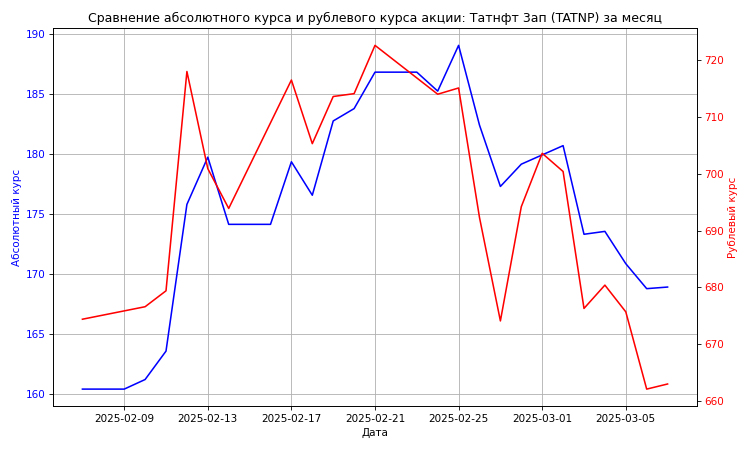 Сравнение абсолютного курса и рублевого курса акции: Татнфт 3ап (TATNP) за месяц
190
185
180
175
170
165
160
Абсолютный курс
720
710
700
690
680
670
660
Рублевый курс
2025-02-09 2025-02-13 2025-02-17 2025-02-21 2025-02-25 2025-03-01 2025-03-05
Дата